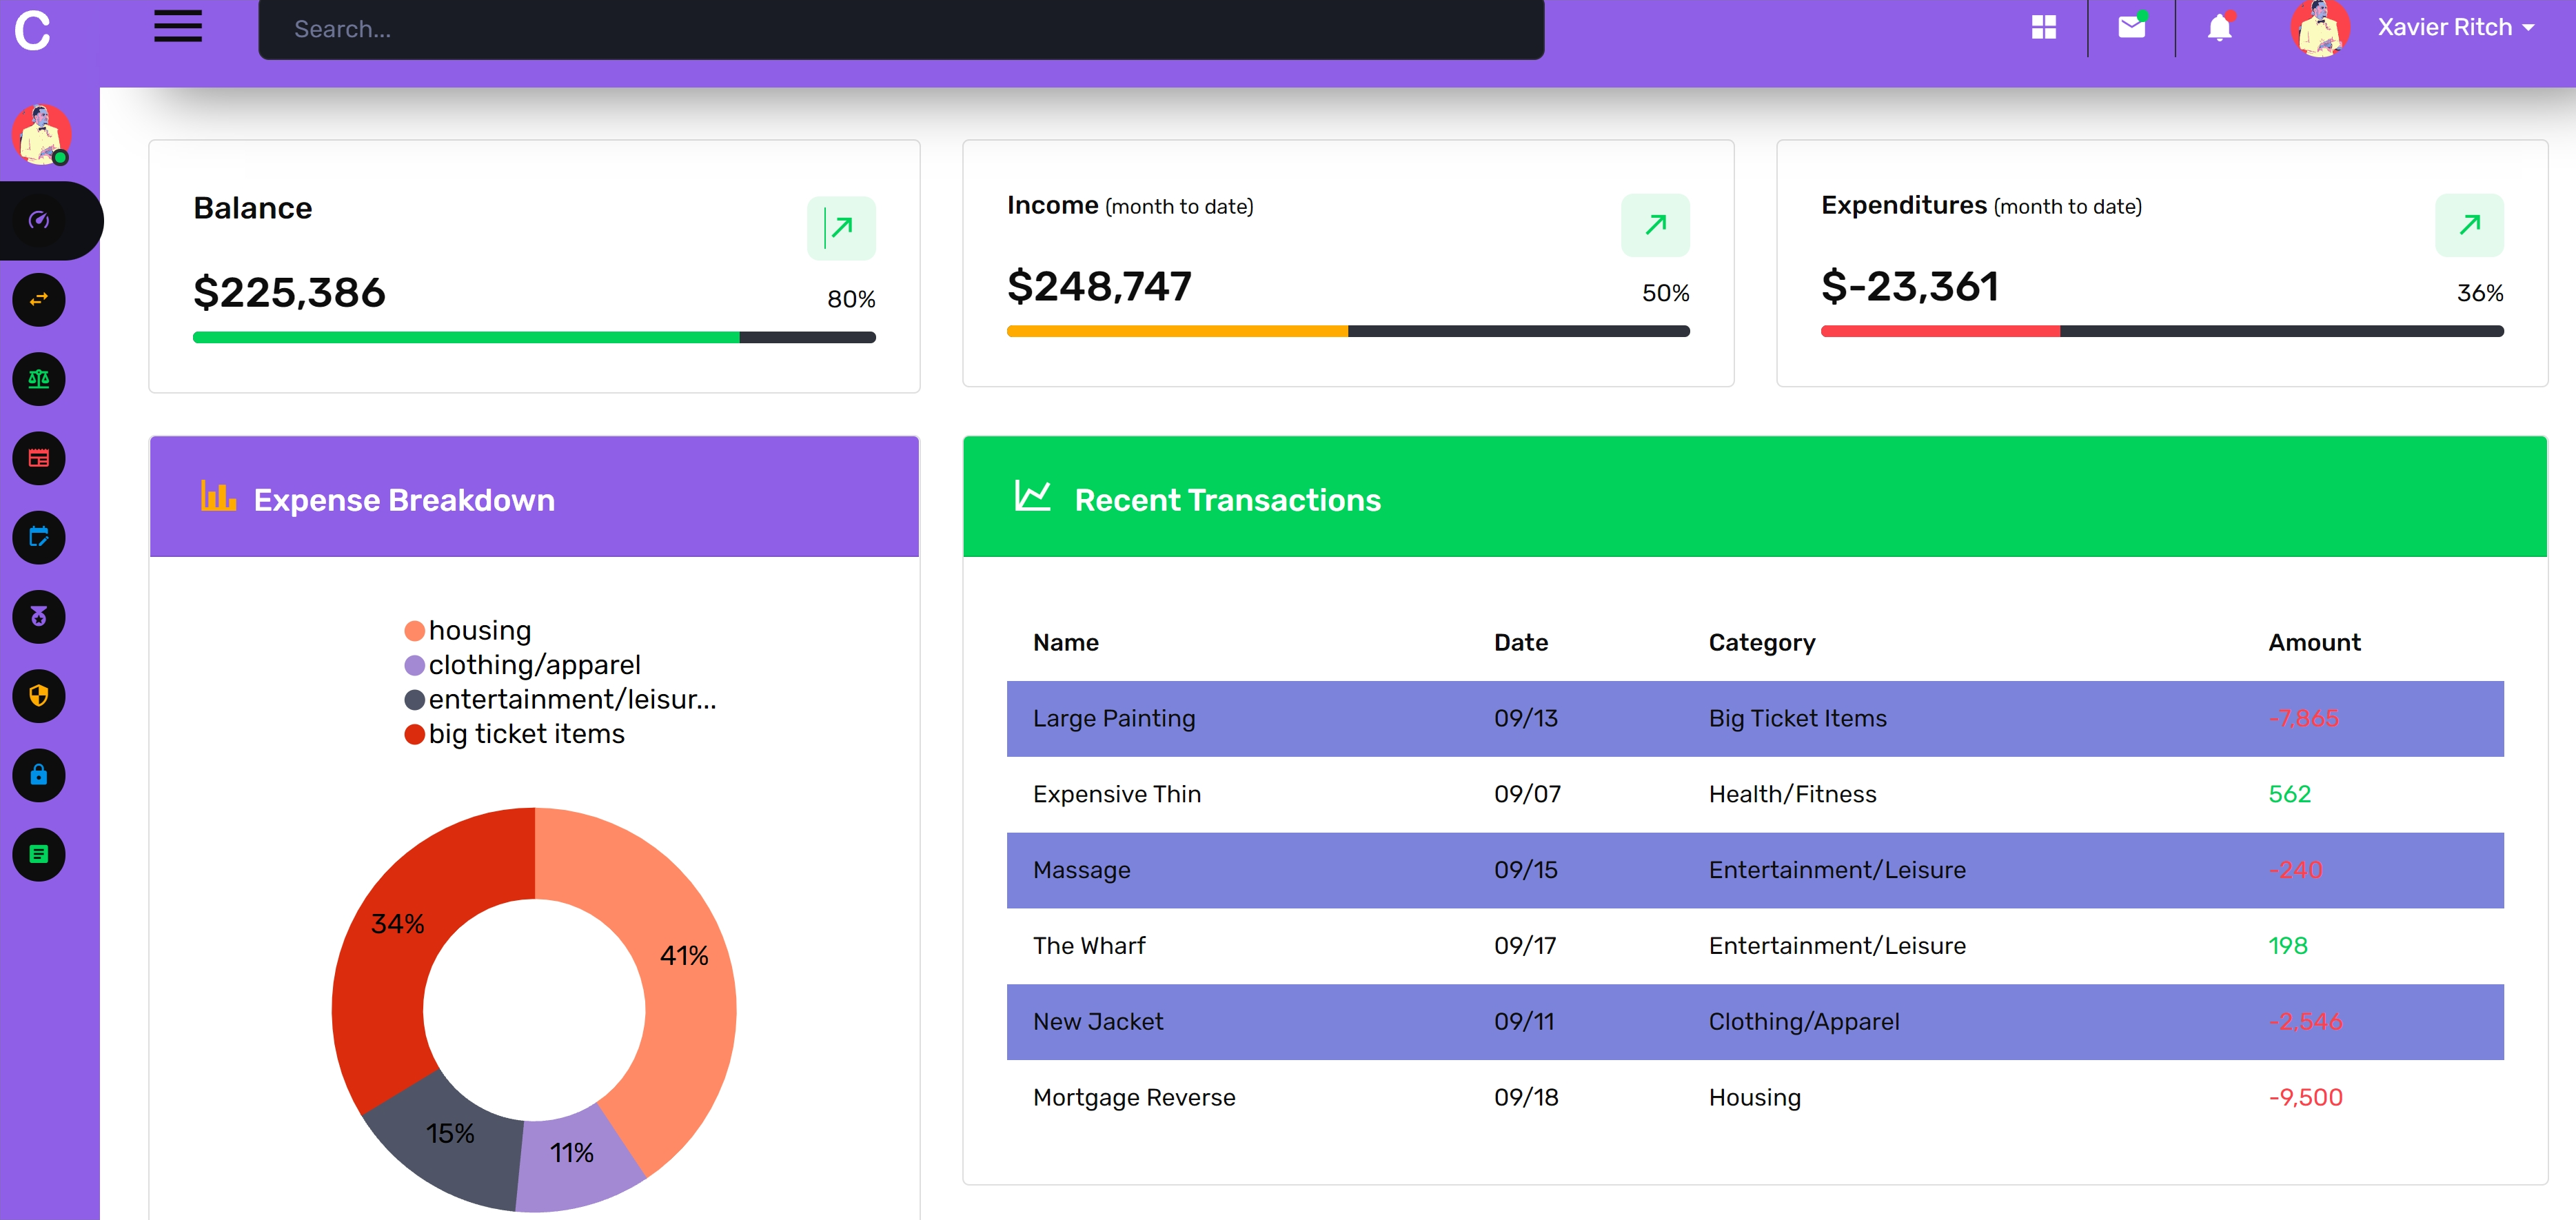 C
Search...
Xavier Ritch
Balance
$225,386
80%
Income (month to date)
$248,747
50%
Expenditures (month to date)
$-23,361
36%
Expense Breakdown
housing
clothing/apparel
entertainment/leisur...
big ticket items
34%
41%
15%
11%
Recent Transactions
Name Date Category Amount
Large Painting 09/13 Big Ticket Items -7,865
Expensive Thin 09/07 Health/Fitness 562
Massage 09/15 Entertainment/Leisure -240
The Wharf 09/17 Entertainment/Leisure 198
New Jacket 09/11 Clothing/Apparel -2,546
Mortgage Reverse 09/18 Housing -9,500